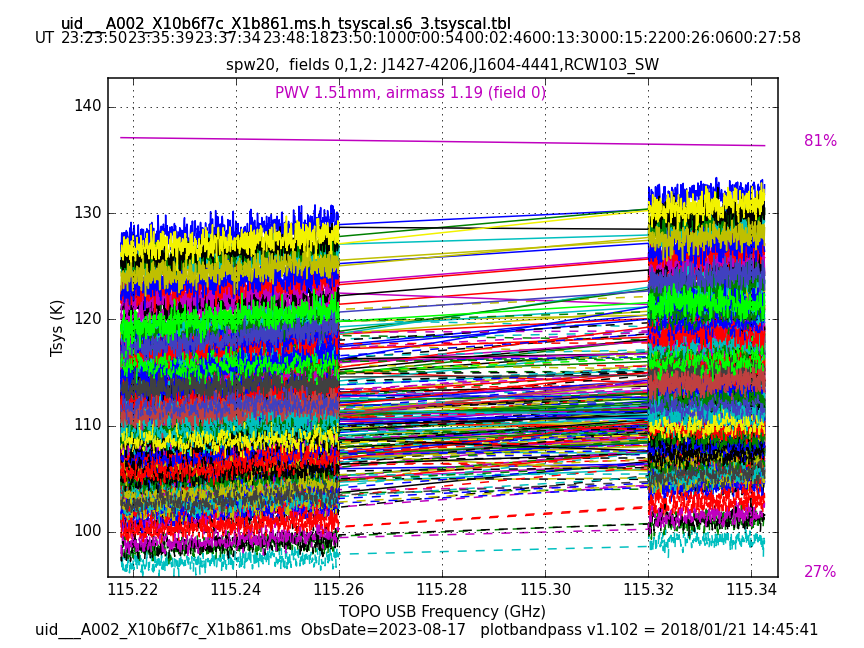 uid___A002_X10b6f7c_X1b861.ms.h_tsyscal.s6_3.tsyscal.tbl
UT 23:23:50 23:35:39 23:37:34 23:48:18 23:50:10 00:00:54 00:02:46 00:13:30 00:15:22 00:26:06 00:27:58
spw20,  fields 0,1,2: J1427-4206,J1604-4441,RCW103_SW
PWV 1.51mm, airmass 1.19 (field 0)
140
81%
130
120
Tsys (K)
110
100
27%
115.22 115.24 115.26 115.28 115.30 115.32 115.34
TOPO USB Frequency (GHz)
uid___A002_X10b6f7c_X1b861.ms  ObsDate=2023-08-17   plotbandpass v1.102 = 2018/01/21 14:45:41